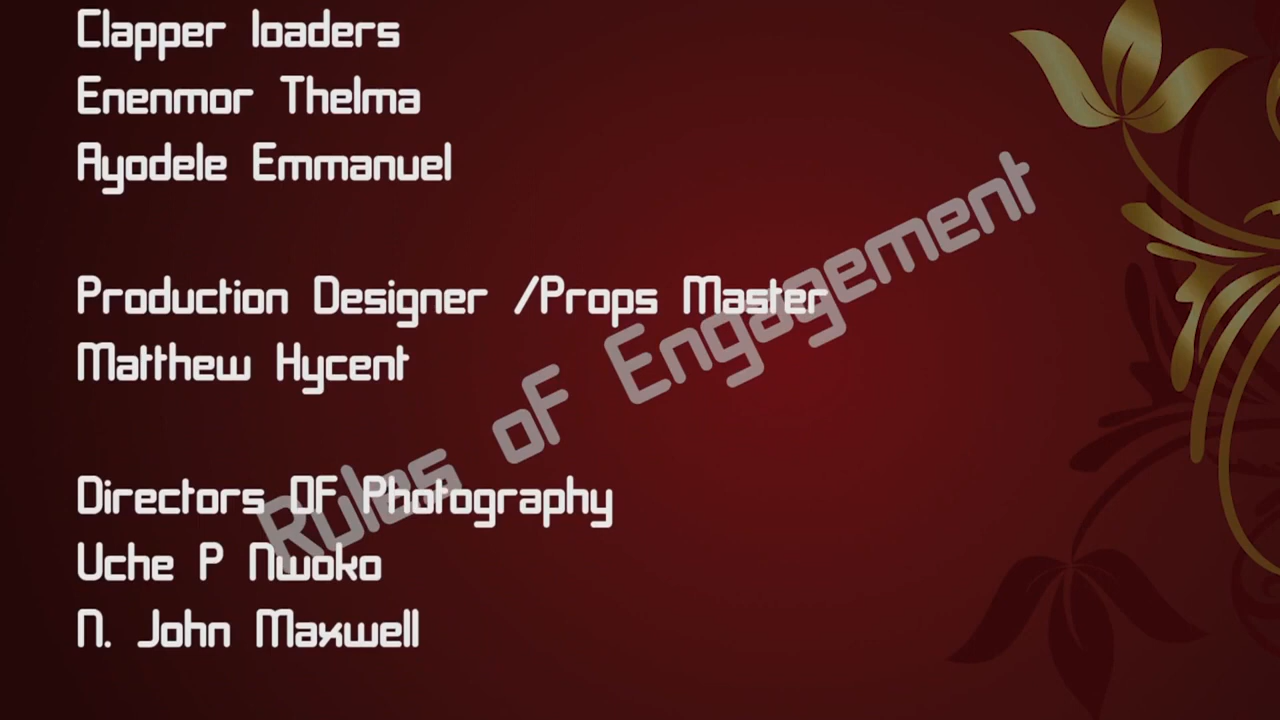 Clapper loaders
Enenmor Thelma
Ayodele Emmanuel
Production Designer /Props Master
Matthew Hycent
Directors OF Photography
Uche P Nwoko
N. John Maxwell
Rules oF Engagement